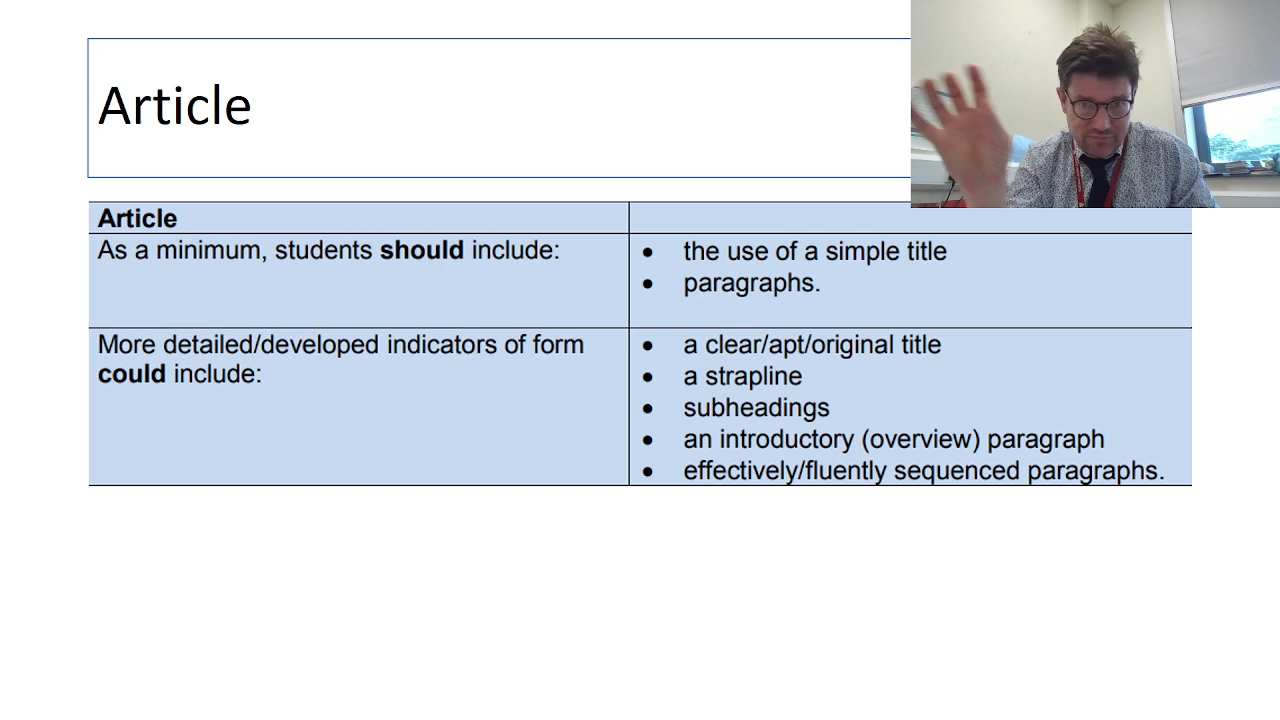 Article
Article
As a minimum, students should include:
• the use of a simple title
• paragraphs.
More detailed/developed indicators of form
could include:
• a clear/apt/original title
• a strapline
• subheadings
• an introductory (overview) paragraph
• effectively/fluently sequenced paragraphs.